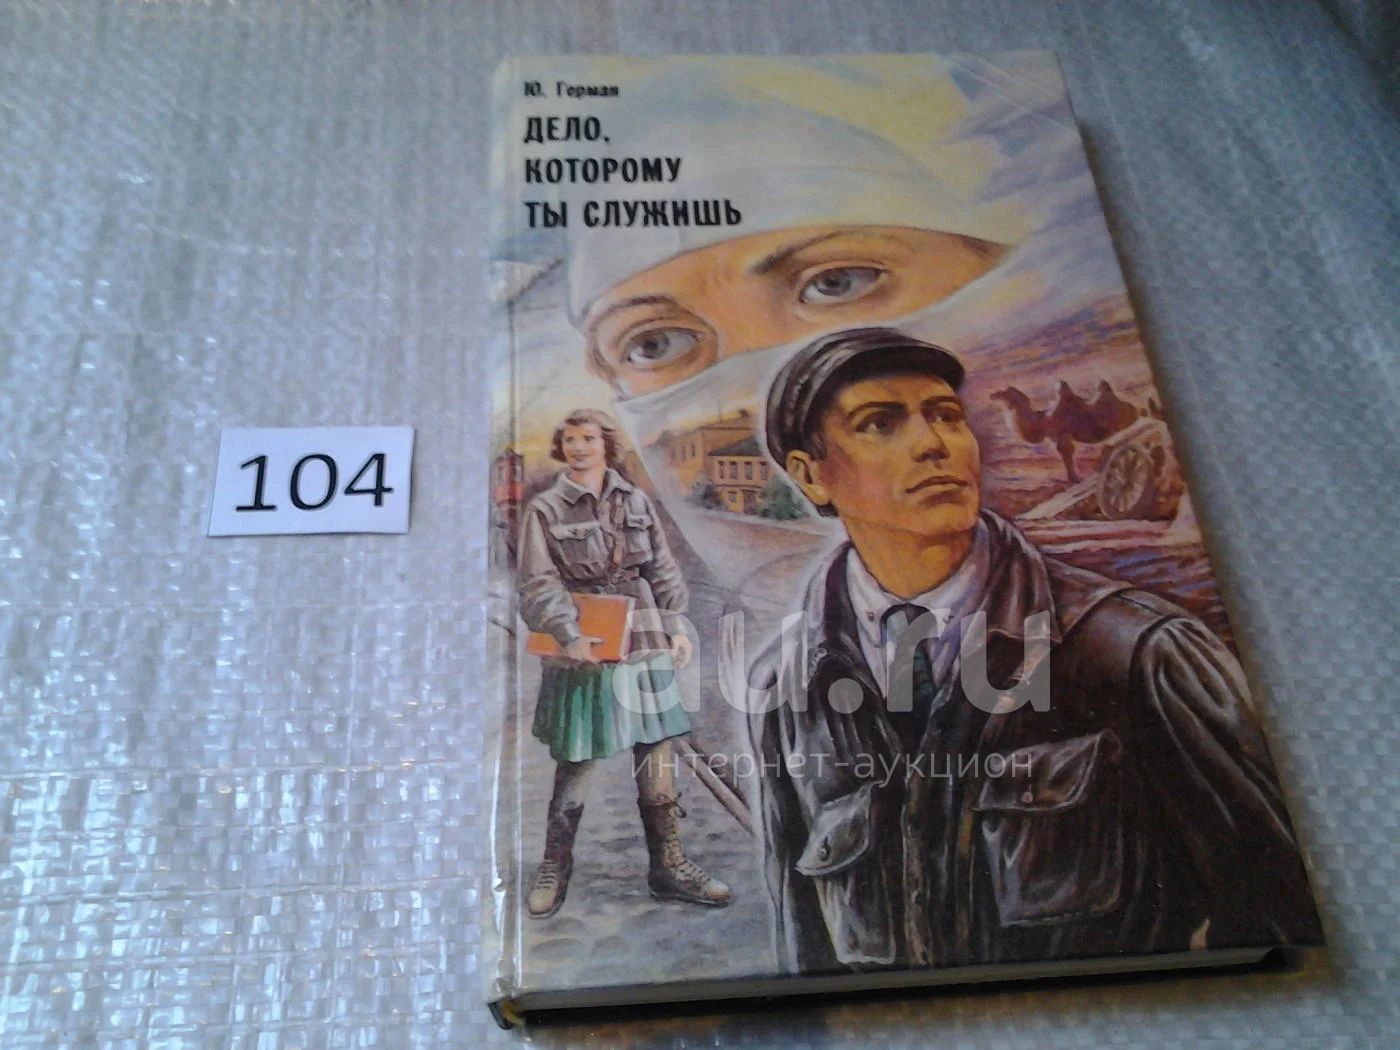 Ю. Герман
ДЕЛО,
КОТОРОМУ
ТЫ СЛУЖИШЬ
104
au.ru
интернет-аукцион